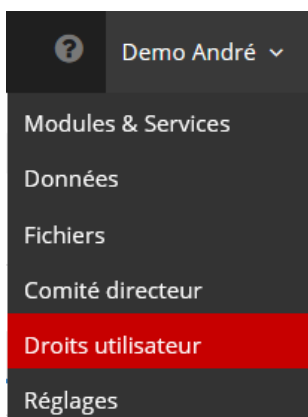 Demo André
Modules & Services
Données
Fichiers
Comité directeur
Droits utilisateur
Réglages